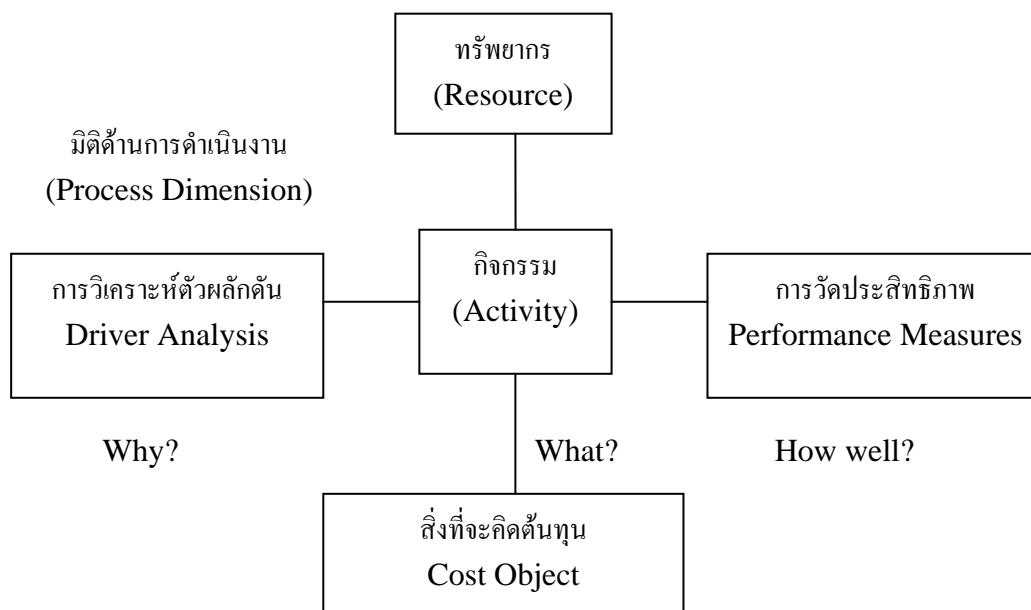 ทรัพยากร
(Resource)
มิติด้านการดำเนินงาน
(Process Dimension)
กิจกรรม
(Activity)
การวิเคราะห์ตัวผลักดัน
Driver Analysis
การวัดประสิทธิภาพ
Performance Measures
Why?
What?
How well?
สิ่งที่จะคิดต้นทุน
Cost Object